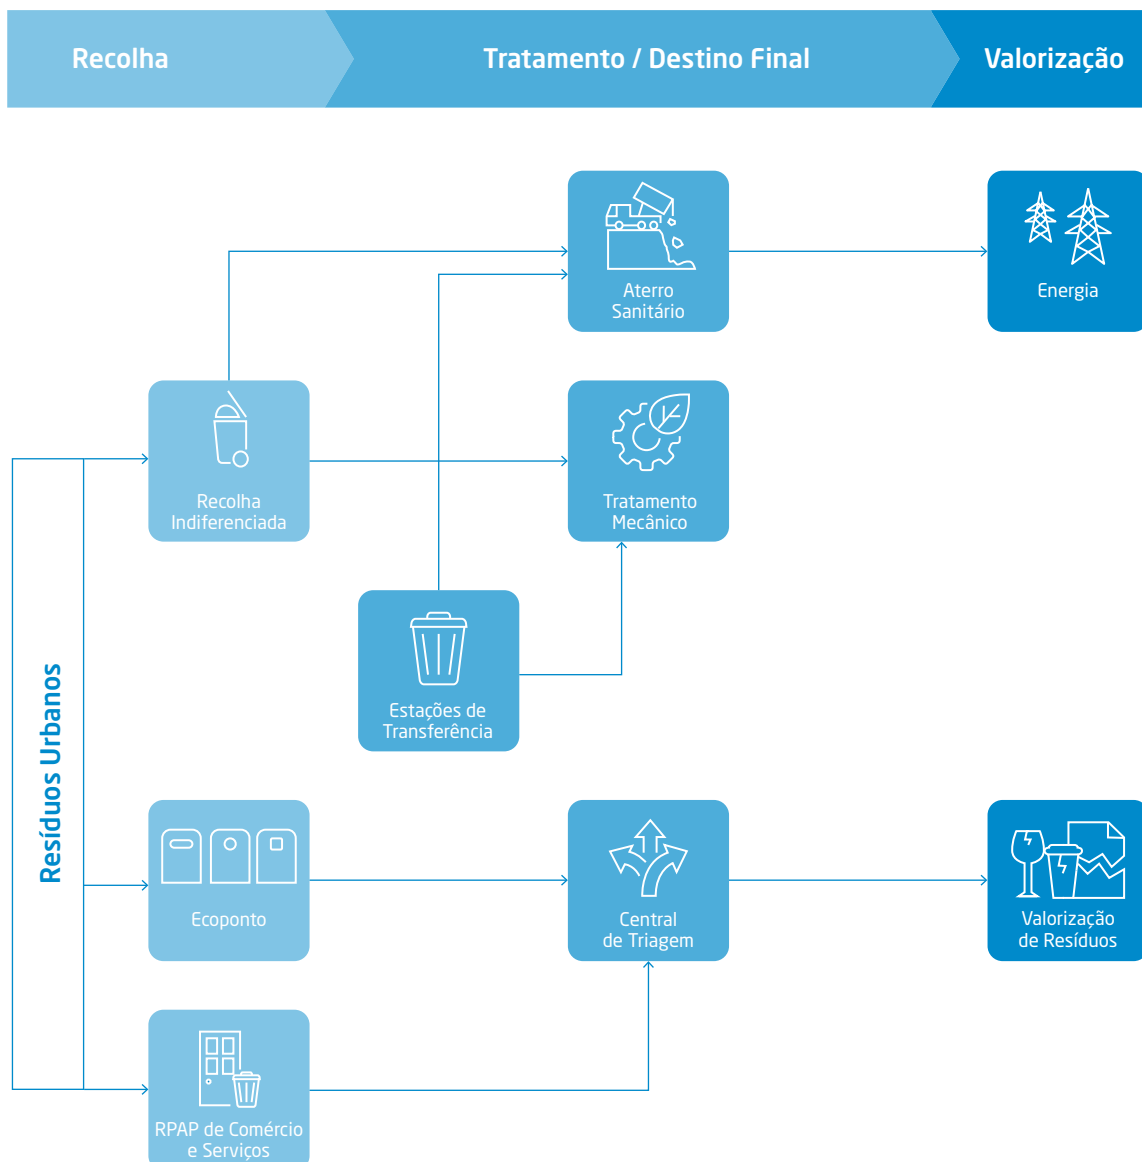 Recolha
Tratamento / Destino Final
Valorização
Aterro
Sanitário
Energia
Recolha
Indiferenciada
Tratamento
Mecânico
Estações de
Transferência
Resíduos Urbanos
Ecoponto
Central
de Triagem
Valorização
de Resíduos
RPAP de Comércio
e Serviços